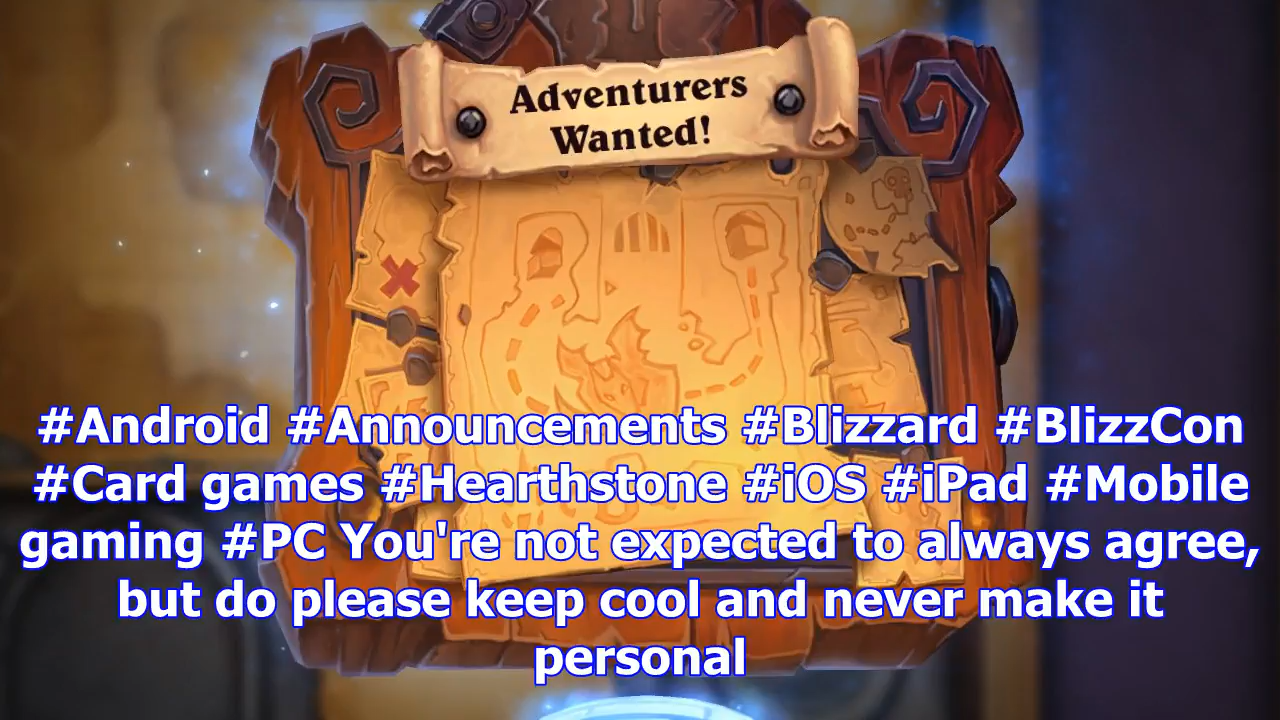 Adventurers
Wanted!
#Android #Announcements #Blizzard #BlizzCon
#Card games #Hearthstone #iOS #iPad #Mobile
gaming #PC You're not expected to always agree,
but do please keep cool and never make it
personal